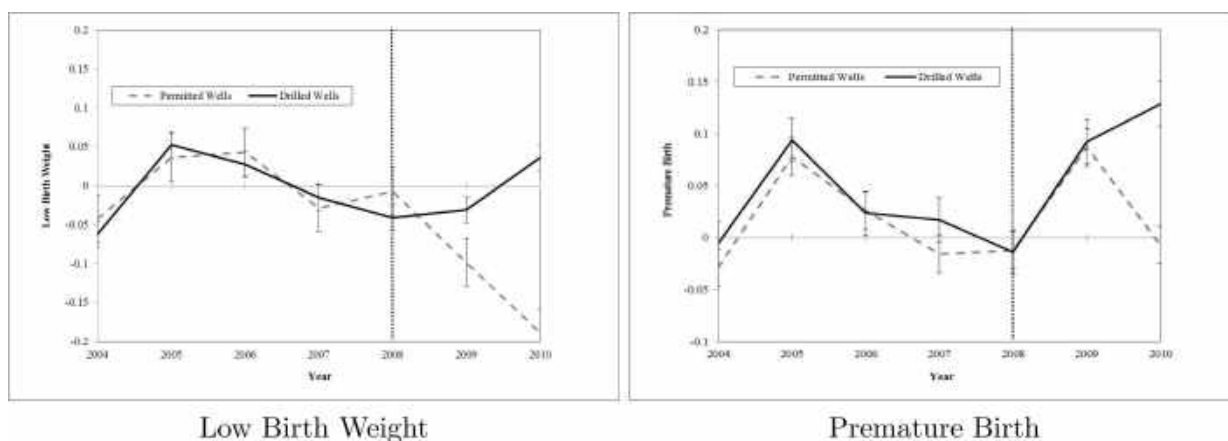 0.2
0.15
0.1
0.05
0
-0.05
-0.1
-0.15
-0.2
Low Birth Weight
Permitted Wells Drilled Wells
2004 2005 2006 2007 2008 2009 2010
Year
0.2
0.15
0.1
0.05
0
-0.05
-0.1
Premature Birth
Permitted Wells Drilled Wells
2004 2005 2006 2007 2008 2009 2010
Year
Low Birth Weight
Premature Birth